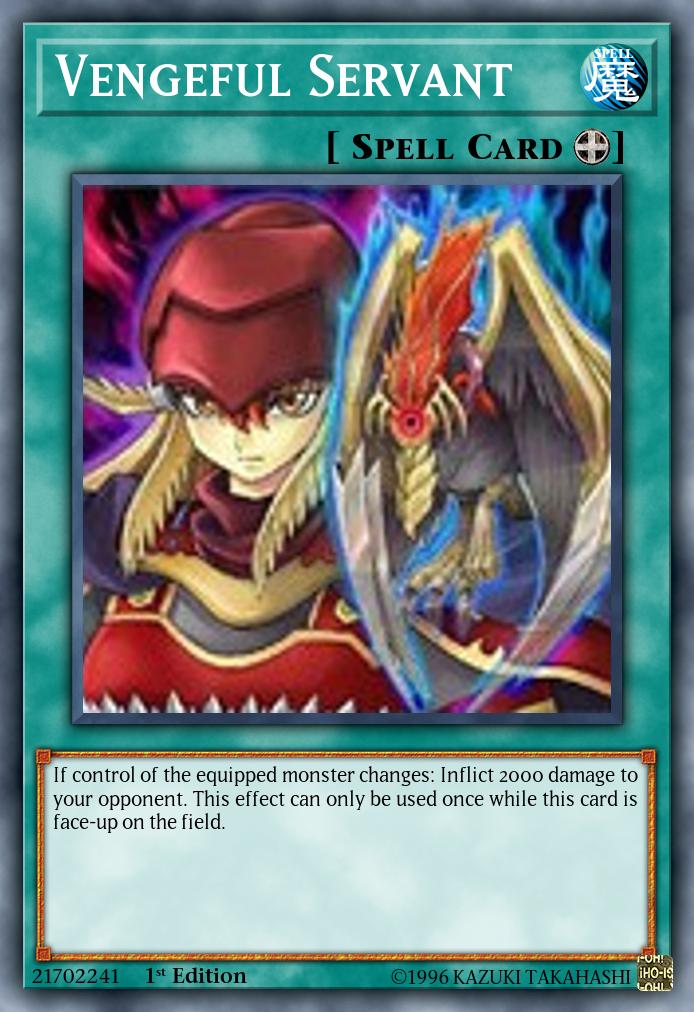 Vengeful Servant
SPELL
魔
[ Spell Card ]
If control of the equipped monster changes: Inflict 2000 damage to
your opponent. This effect can only be used once while this card is
face-up on the field.
21702241 1st Edition ©1996 KAZUKI TAKAHASHI